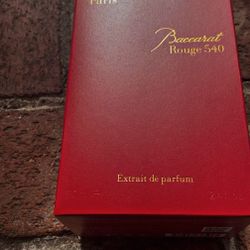 Paris
Baccarat
Rouge 540
Extrait de parfum